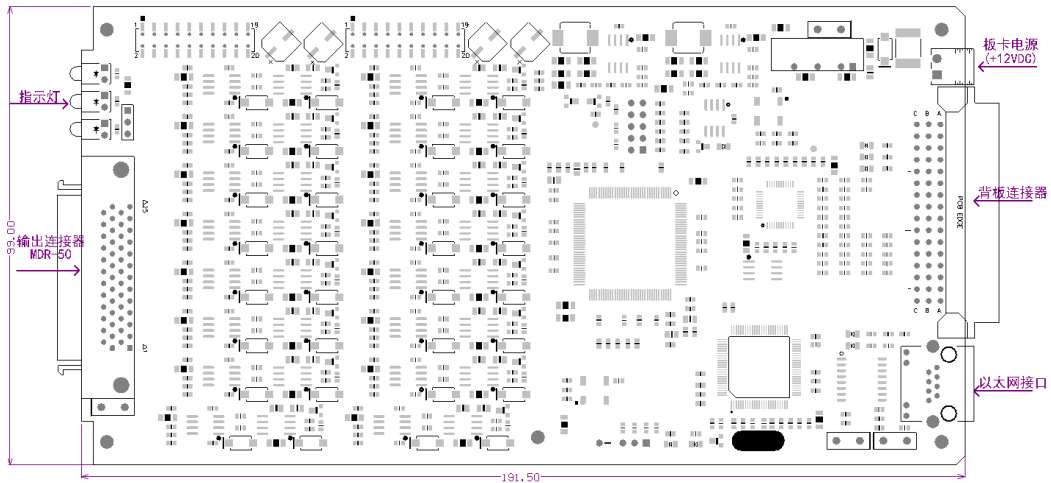 1
19
2
20
1
19
2
20
板卡电源
(+12VDC)
指示灯
C B A
背板连接器
PCB EDGE
99.00
输出连接器
MDR-50
A25
A1
C B A
以太网接口
191.50